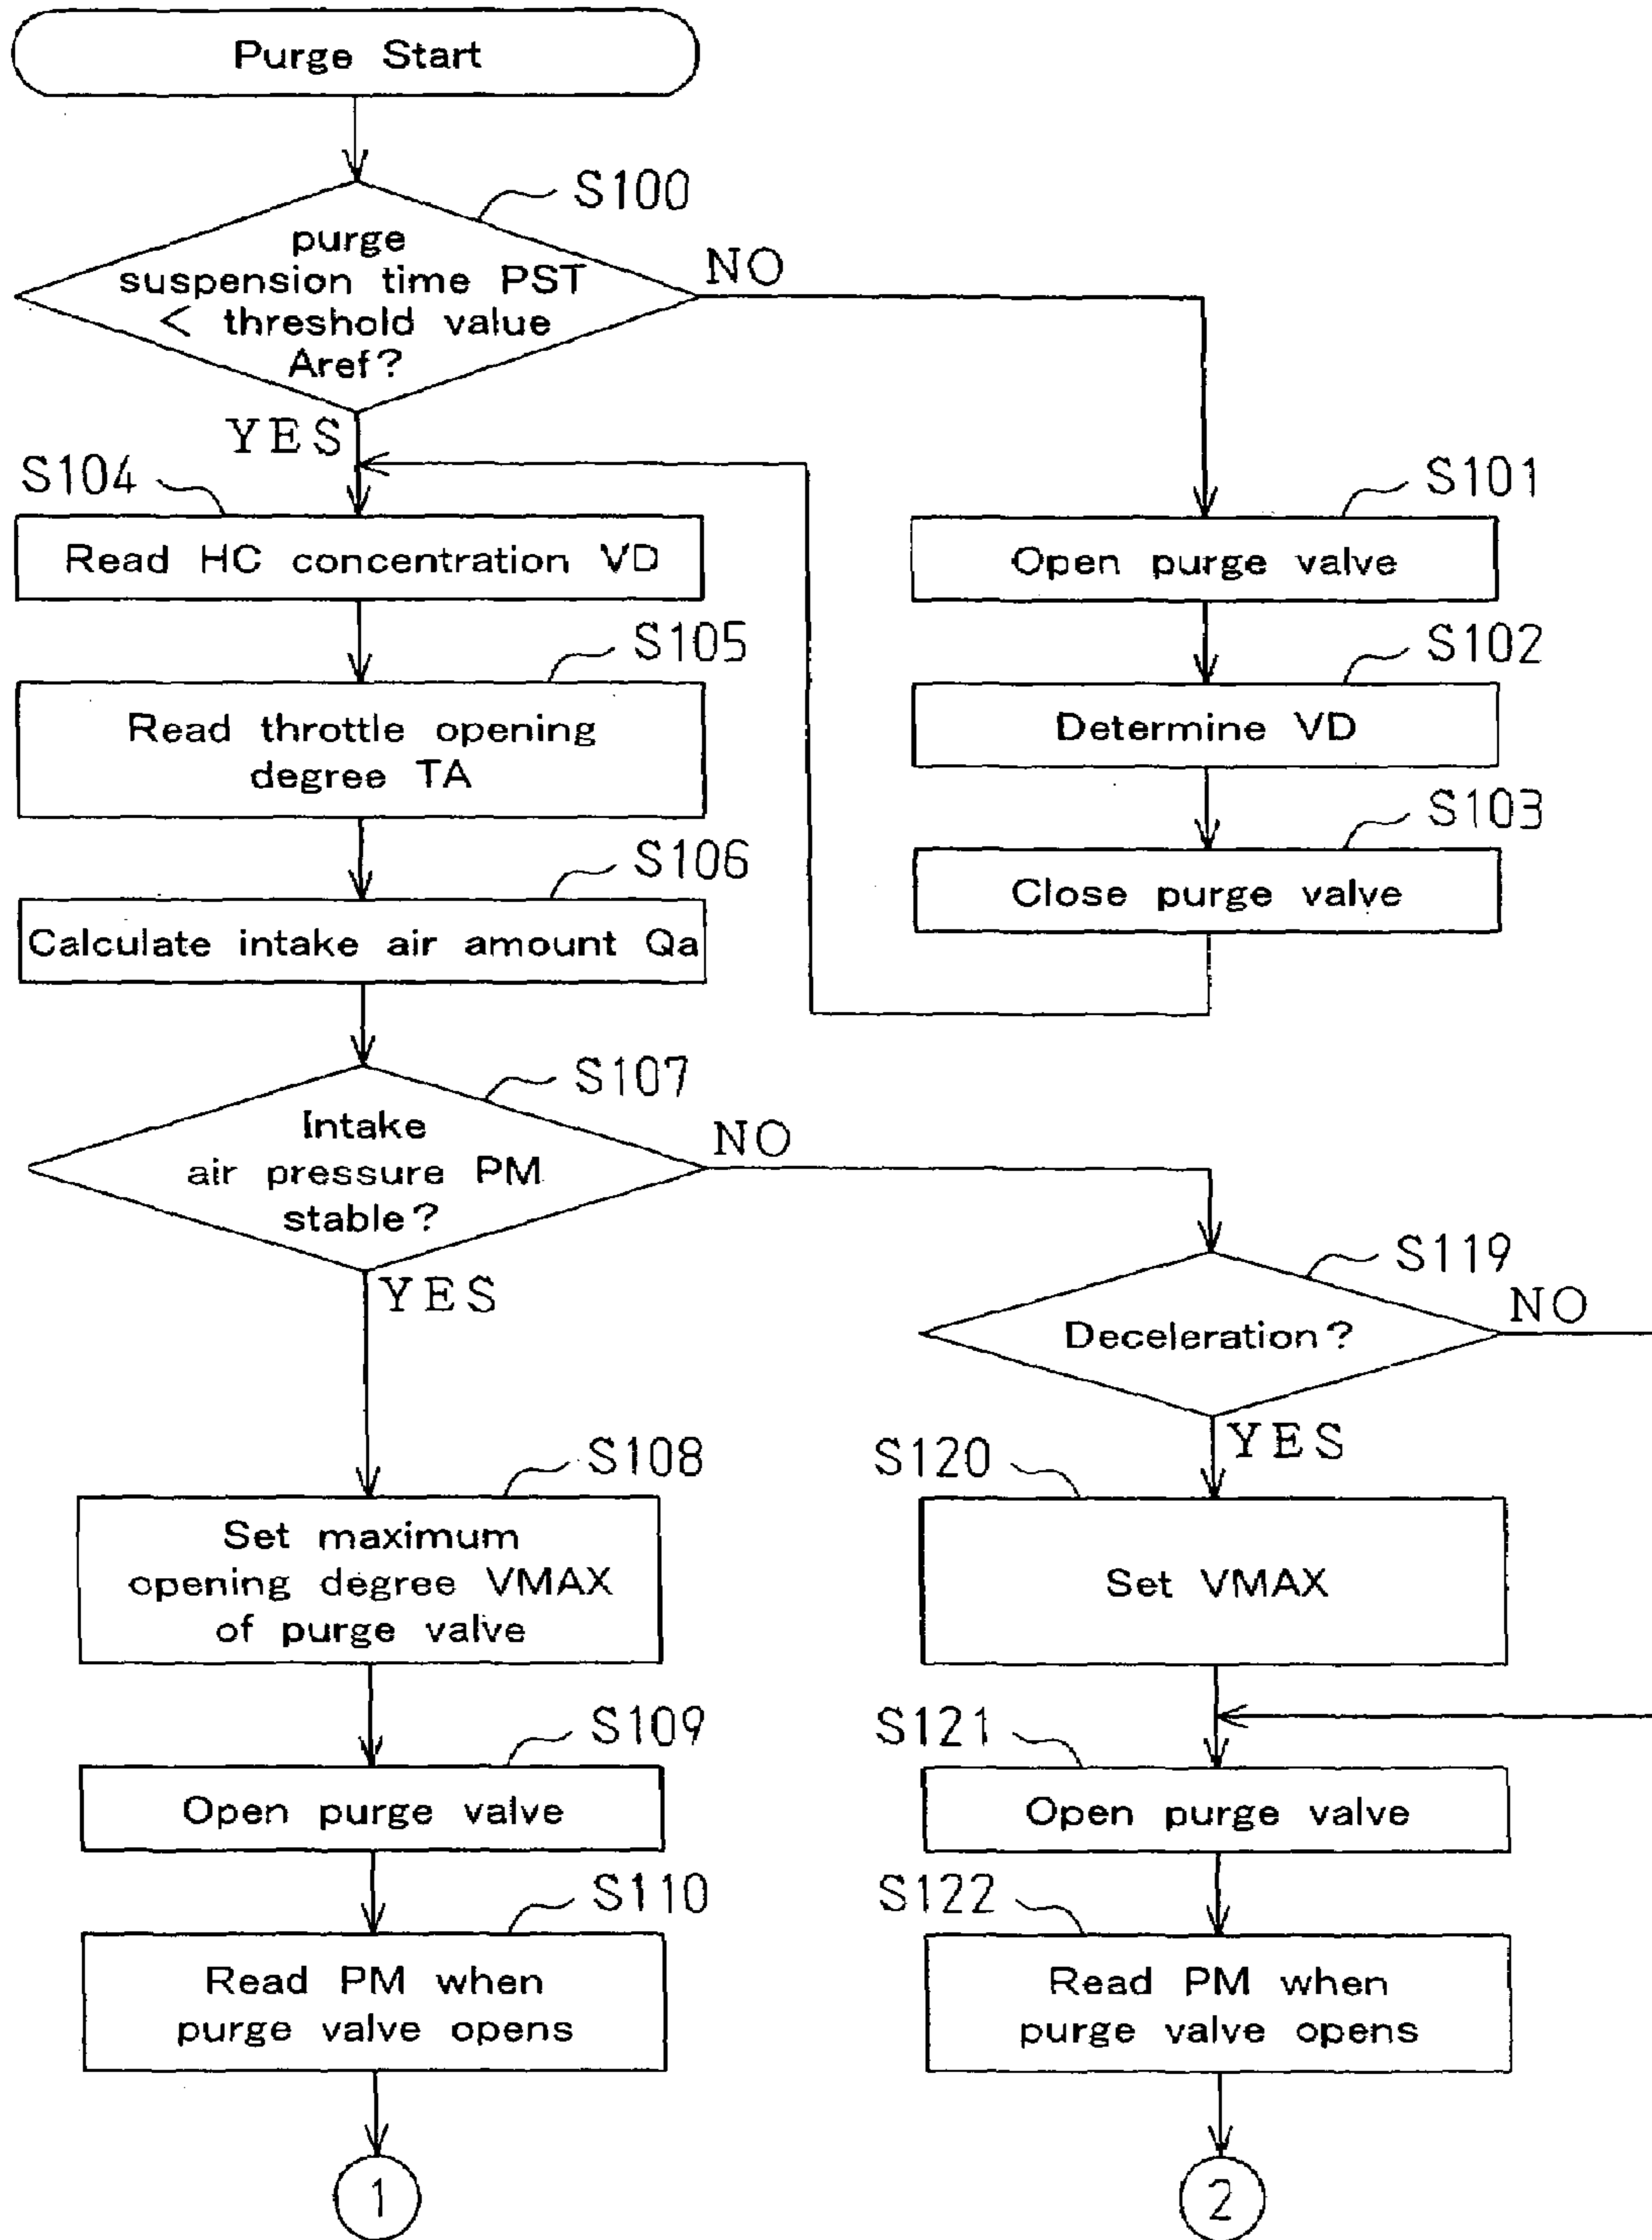 Purge Start
S100
purge
suspension time PST
< threshold value
Aref?
NO
YES
S104
Read HC concentration VD
S101
Open purge valve
S105
Read throttle opening
degree TA
S102
Determine VD
S106
Calculate intake air amount Qa
S103
Close purge valve
S107
Intake
air pressure PM
stable?
NO
YES
S119
Deceleration?
NO
YES
S108
Set maximum
opening degree VMAX
of purge valve
S120
Set VMAX
S109
Open purge valve
S121
Open purge valve
S110
Read PM when
purge valve opens
S122
Read PM when
purge valve opens
1
2